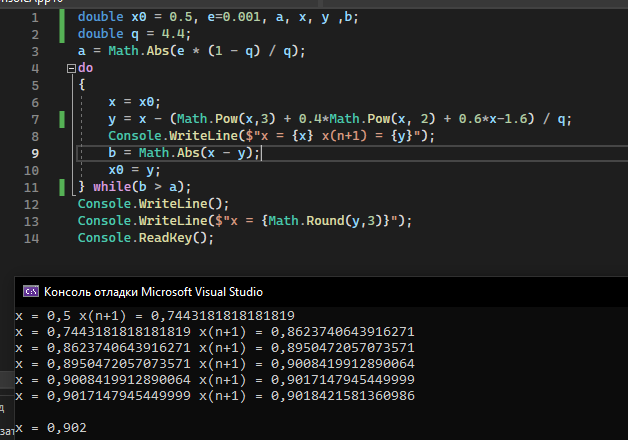 1 double x0 = 0.5, e=0.001, a, x, y ,b;
2 double q = 4.4;
3 a = Math.Abs(e * (1 - q) / q);
4 do
5 {
6 x = x0;
7 y = x - (Math.Pow(x,3) + 0.4*Math.Pow(x, 2) + 0.6*x-1.6) / q;
8 Console.WriteLine($"x = {x} x(n+1) = {y}");
9 b = Math.Abs(x - y);
10 x0 = y;
11 } while(b > a);
12 Console.WriteLine();
13 Console.WriteLine($"x = {Math.Round(y,3)}");
14 Console.ReadKey();
Консоль отладки Microsoft Visual Studio
x = 0,5 x(n+1) = 0,7443181818181819
x = 0,7443181818181819 x(n+1) = 0,8623740643916271
x = 0,8623740643916271 x(n+1) = 0,8950472057073571
x = 0,8950472057073571 x(n+1) = 0,9008419912890064
x = 0,9008419912890064 x(n+1) = 0,9017147945449999
x = 0,9017147945449999 x(n+1) = 0,9018421581360986
x = 0,902